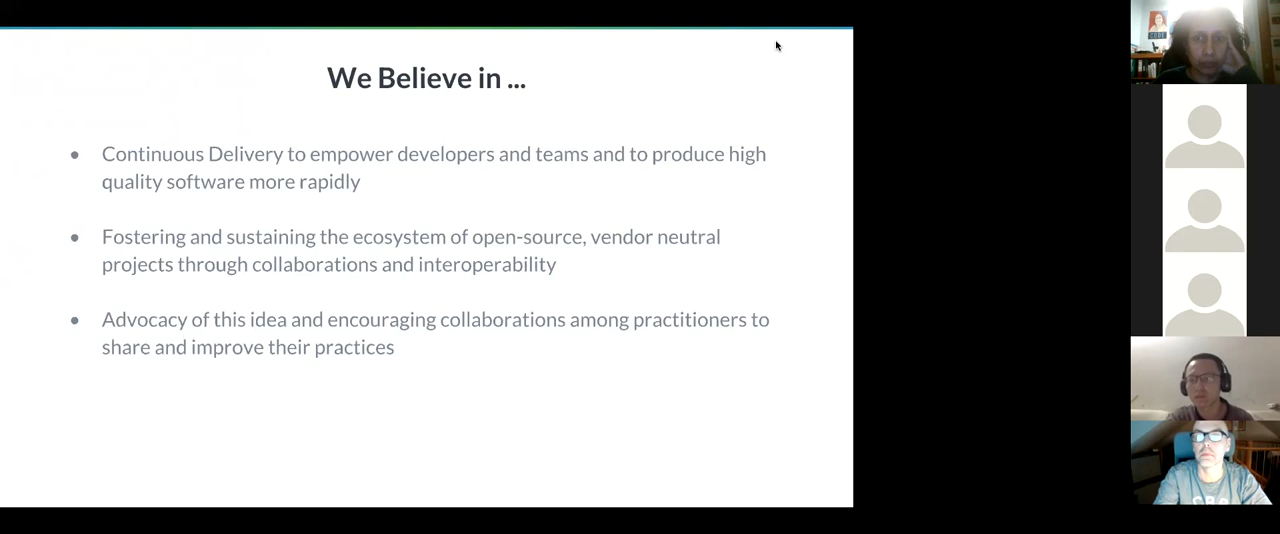 We Believe in ...
• Continuous Delivery to empower developers and teams and to produce high
quality software more rapidly
• Fostering and sustaining the ecosystem of open-source, vendor neutral
projects through collaborations and interoperability
• Advocacy of this idea and encouraging collaborations among practitioners to
share and improve their practices
CODE